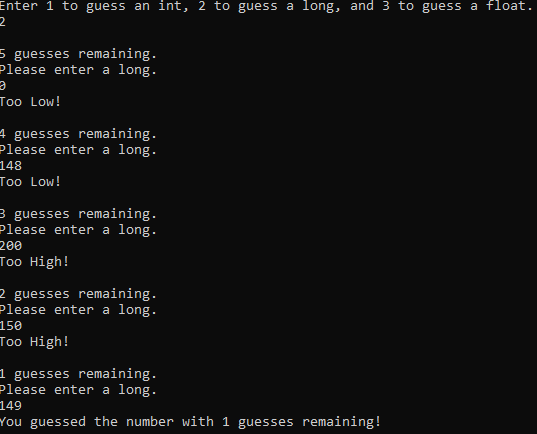 Enter 1 to guess an int, 2 to guess a long, and 3 to guess a float.
2
5 guesses remaining.
Please enter a long.
0
Too Low!
4 guesses remaining.
Please enter a long.
148
Too Low!
3 guesses remaining.
Please enter a long.
200
Too High!
2 guesses remaining.
Please enter a long.
150
Too High!
1 guesses remaining.
Please enter a long.
149
You guessed the number with 1 guesses remaining!